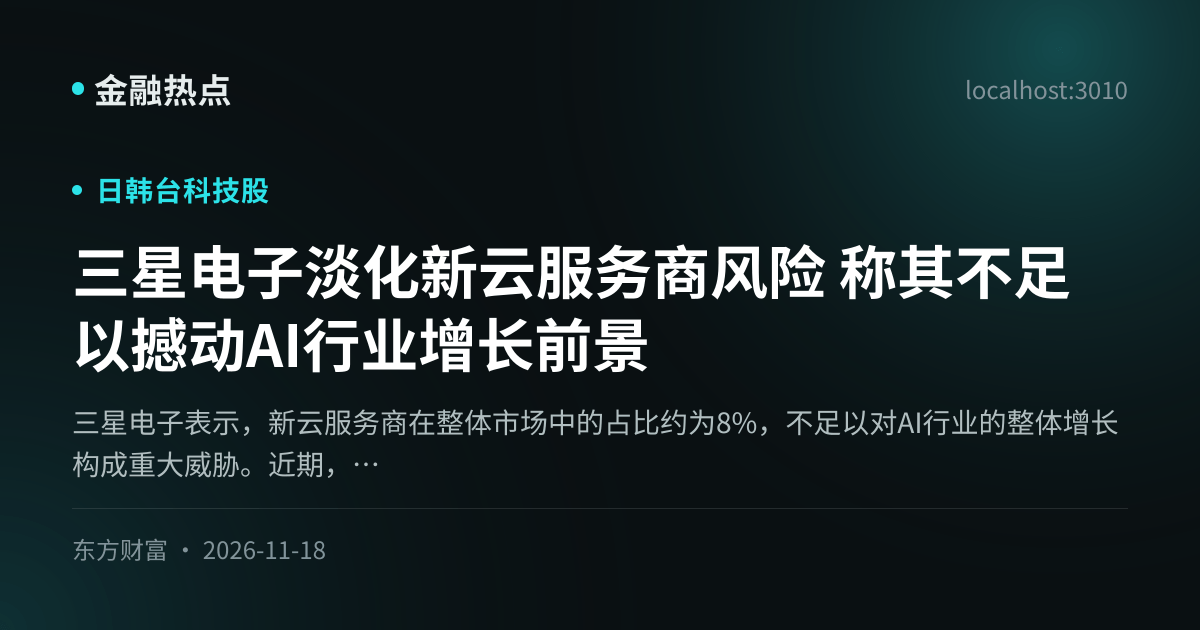 金融热点
localhost:3010
日韩台科技股
三星电子淡化新云服务商风险 称其不足
以撼动AI行业增长前景
三星电子表示，新云服务商在整体市场中的占比约为8%，不足以对AI行业的整体增长
构成重大威胁。近期，…
东方财富 • 2026-11-18